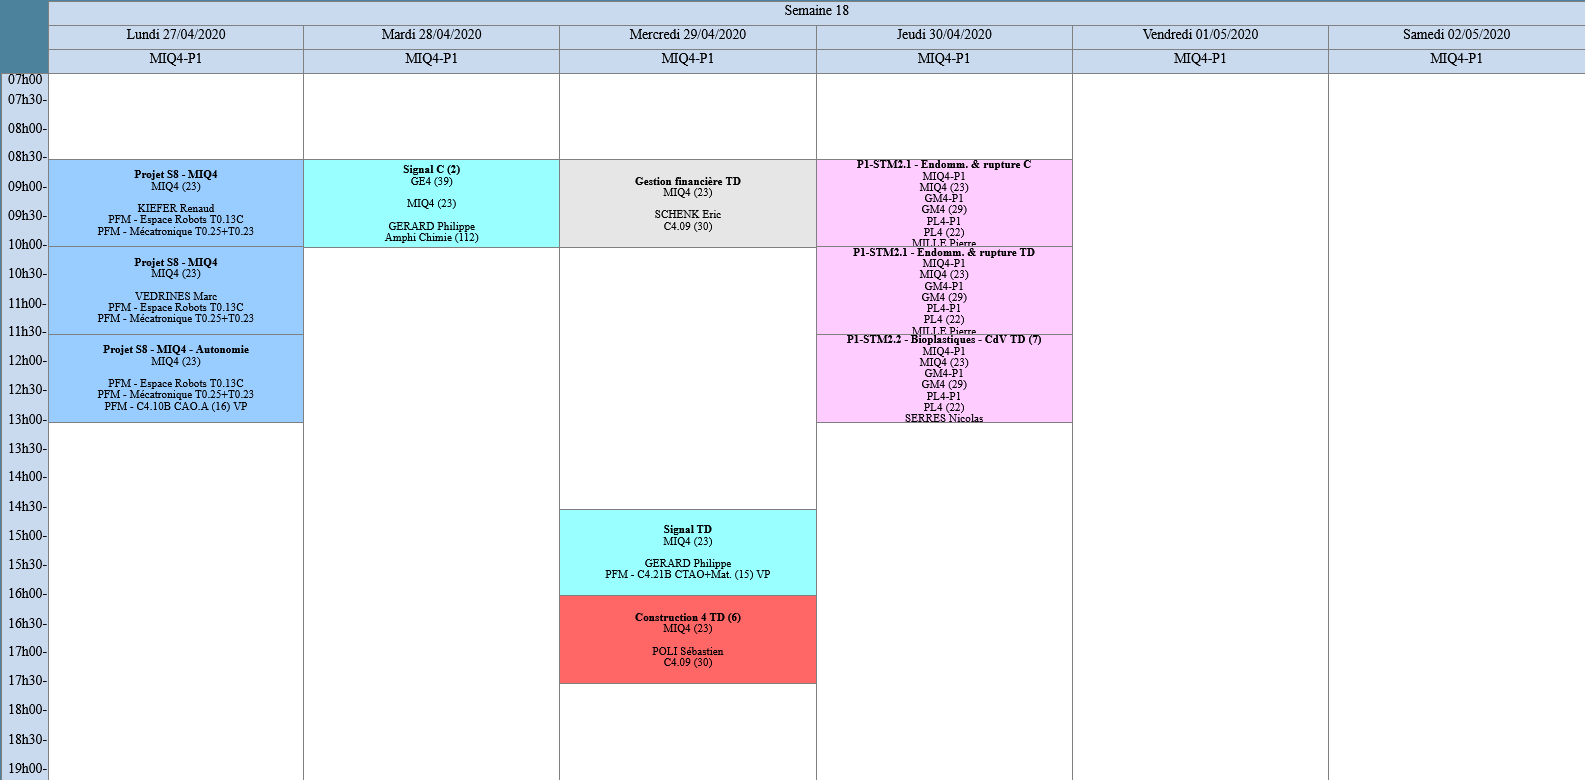 Semaine 18
Lundi 27/04/2020
Mardi 28/04/2020
Mercredi 29/04/2020
Jeudi 30/04/2020
Vendredi 01/05/2020
Samedi 02/05/2020
MIQ4-P1
MIQ4-P1
MIQ4-P1
MIQ4-P1
MIQ4-P1
MIQ4-P1
07h00
07h30-
08h00-
08h30-
09h00-
09h30-
10h00-
10h30-
11h00-
11h30-
12h00-
12h30-
13h00-
13h30-
14h00-
14h30-
15h00-
15h30-
16h00-
16h30-
17h00-
17h30-
18h00-
18h30-
19h00-
Projet S8 - MIQ4
MIQ4 (23)
KIEFER Renaud
PFM - Espace Robots T0.13C
PFM - Mécatronique T0.25+T0.23
Projet S8 - MIQ4
MIQ4 (23)
VEDRINES Marc
PFM - Espace Robots T0.13C
PFM - Mécatronique T0.25+T0.23
Projet S8 - MIQ4 - Autonomie
MIQ4 (23)
PFM - Espace Robots T0.13C
PFM - Mécatronique T0.25+T0.23
PFM - C4.10B CAO.A (16) VP
Signal C (2)
GE4 (39)
MIQ4 (23)
GERARD Philippe
Amphi Chimie (112)
Gestion financière TD
MIQ4 (23)
SCHENK Eric
C4.09 (30)
Signal TD
MIQ4 (23)
GERARD Philippe
PFM - C4.21B CTAO+Mat. (15) VP
Construction 4 TD (6)
MIQ4 (23)
POLI Sébastien
C4.09 (30)
P1-STM2.1 - Endomm. & rupture C
MIQ4-P1
MIQ4 (23)
GM4-P1
GM4 (29)
PL4-P1
PL4 (22)
MILLE Pierre
P1-STM2.1 - Endomm. & rupture TD
MIQ4-P1
MIQ4 (23)
GM4-P1
GM4 (29)
PL4-P1
PL4 (22)
MILLE Pierre
P1-STM2.2 - Bioplastiques - CdV TD (7)
MIQ4-P1
MIQ4 (23)
GM4-P1
GM4 (29)
PL4-P1
PL4 (22)
SERRES Nicolas